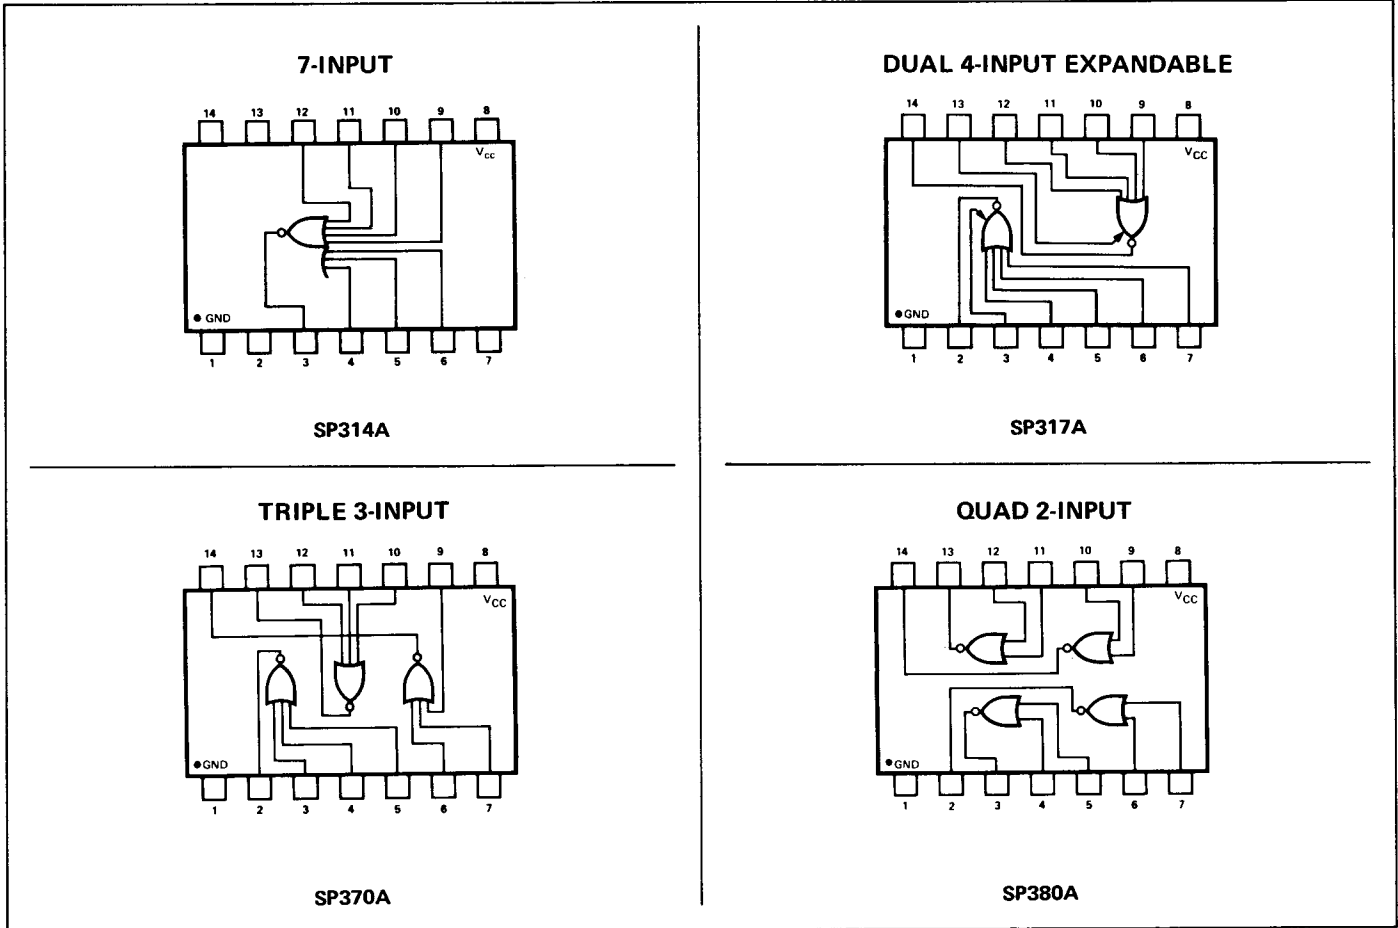 7-INPUT
14 13 12 11 10 9 8
Vcc
GND
1 2 3 4 5 6 7
SP314A
DUAL 4-INPUT EXPANDABLE
14 13 12 11 10 9 8
VCC
GND
1 2 3 4 5 6 7
SP317A
TRIPLE 3-INPUT
14 13 12 11 10 9 8
VCC
GND
1 2 3 4 5 6 7
SP370A
QUAD 2-INPUT
14 13 12 11 10 9 8
VCC
GND
1 2 3 4 5 6 7
SP380A